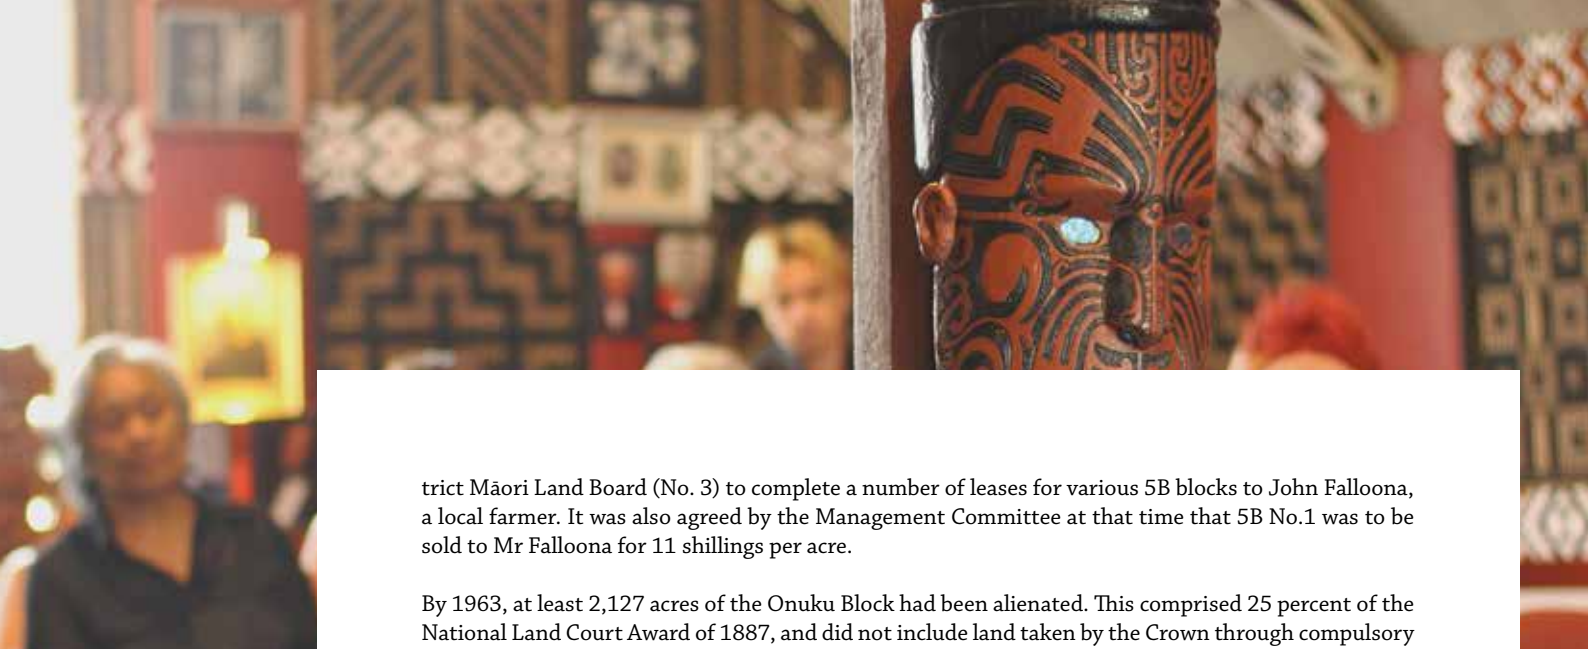 trict Māori Land Board (No. 3) to complete a number of leases for various 5B blocks to John Falloona,
a local farmer. It was also agreed by the Management Committee at that time that 5B No.1 was to be
sold to Mr Falloona for 11 shillings per acre.
By 1963, at least 2,127 acres of the Onuku Block had been alienated. This comprised 25 percent of the
National Land Court Award of 1887, and did not include land taken by the Crown through compulsory